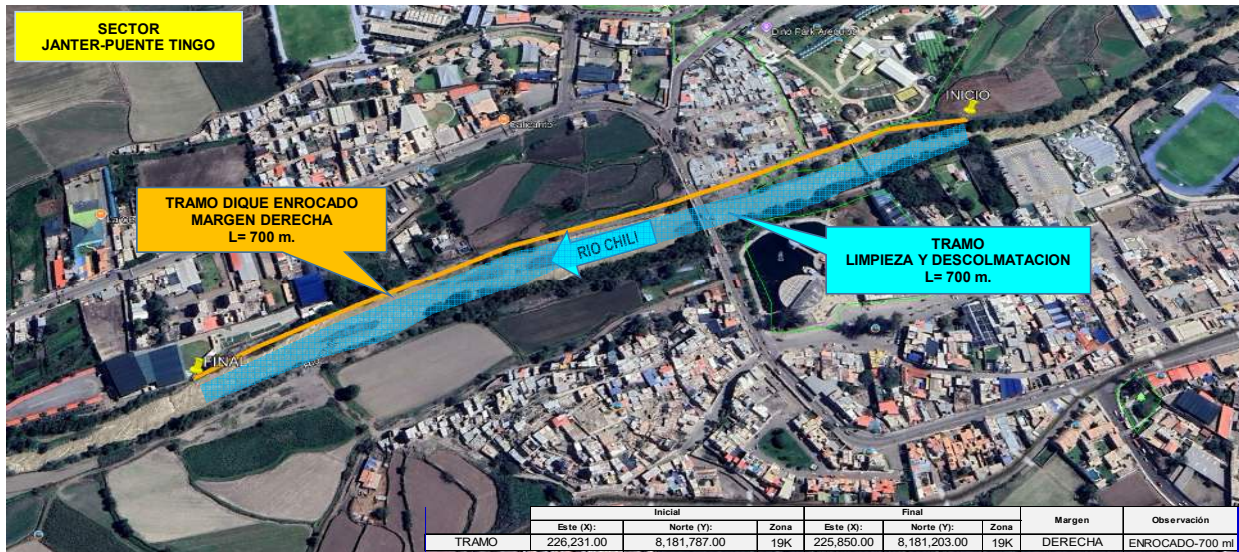 SECTOR
JANTER-PUENTE TINGO
Dino Park Arequipa
INICIO
Calicanto
TRAMO DIQUE ENROCADO
MARGEN DERECHA
L= 700 m.
RIO CHILI
TRAMO
LIMPIEZA Y DESCOLMATACION
L= 700 m.
FINAL
Inicial Final Margen Observación
Este (X): Norte (Y): Zona Este (X): Norte (Y): Zona
TRAMO 226,231.00 8,181,787.00 19K 225,850.00 8,181,203.00 19K DERECHA ENROCADO-700 ml